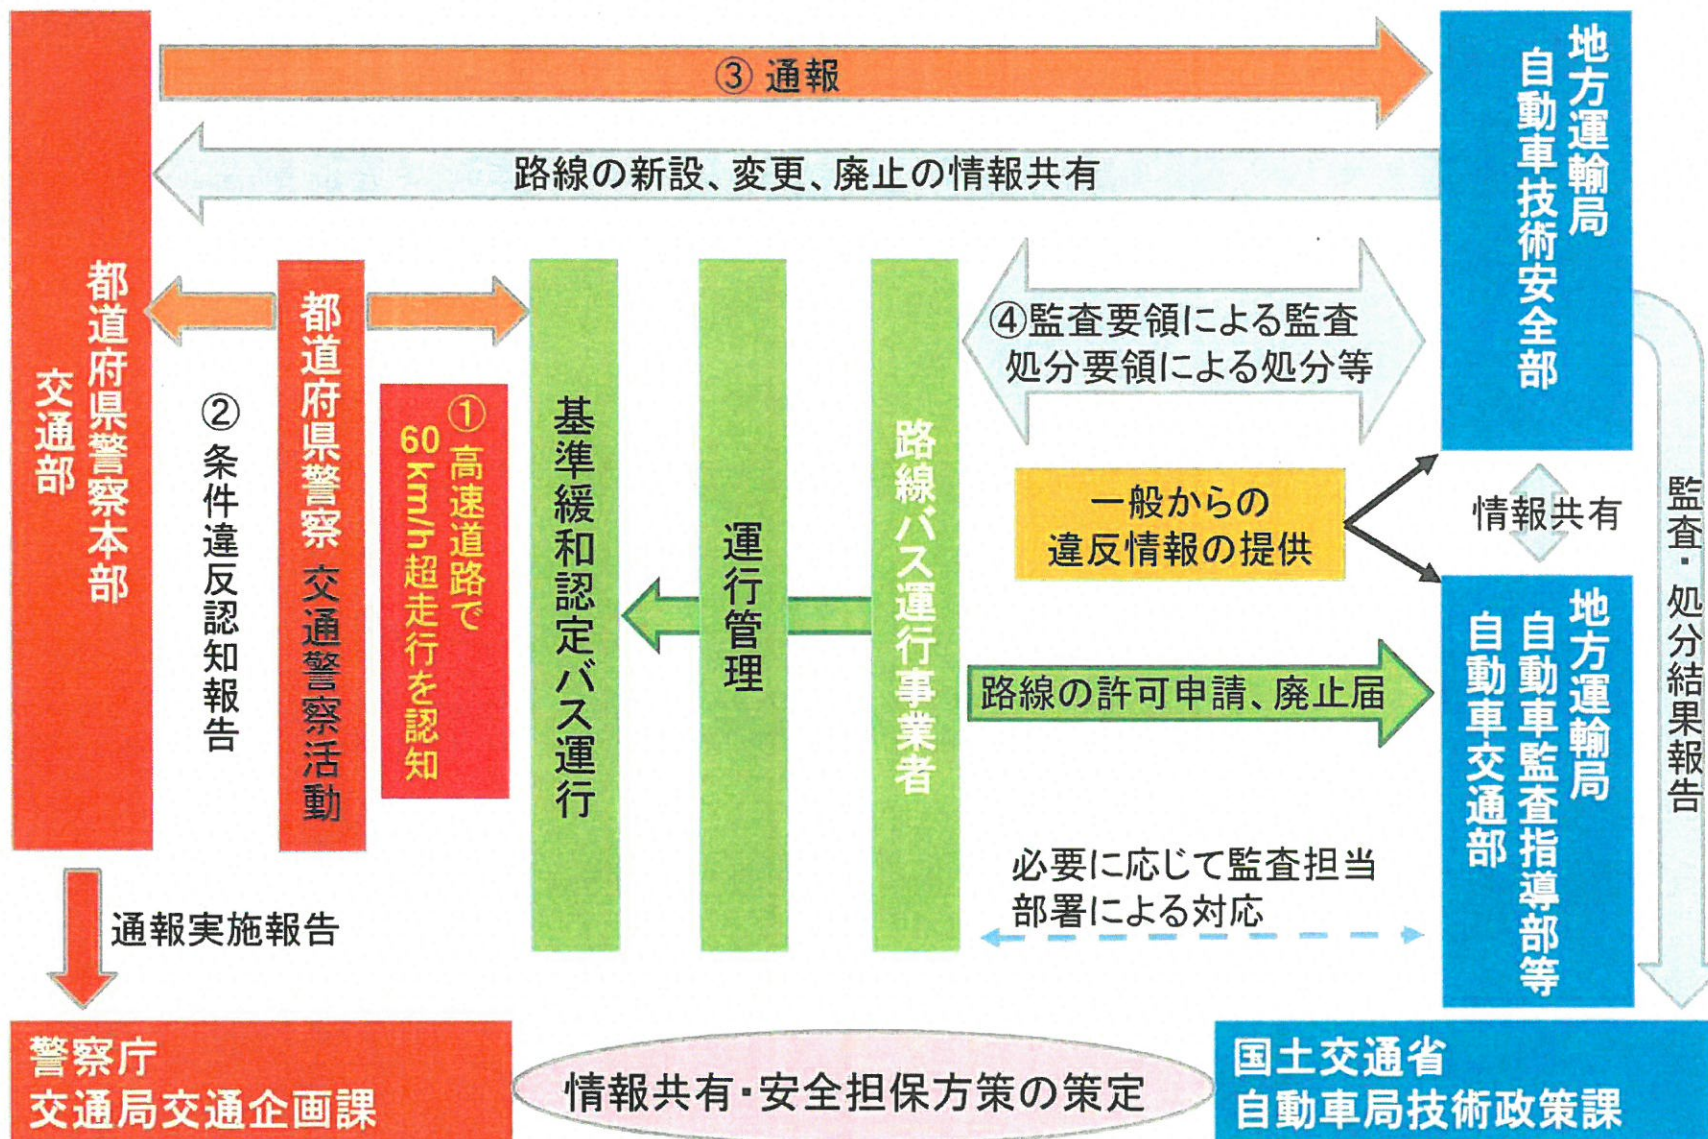 ③ 通報
路線の新設、変更、廃止の情報共有
都道府県警察本部
交通部
② 条件違反認知報告
都道府県警察 交通警察活動
① 高速道路で
60km/h超走行を認知
基準緩和認定バス運行
運行管理
路線バス運行事業者
④監査要領による監査
処分要領による処分等
一般からの
違反情報の提供
路線の許可申請、廃止届
必要に応じて監査担当
部署による対応
地方運輸局
自動車技術安全部
情報共有
地方運輸局
自動車監査指導部等
自動車交通部
監査・処分結果報告
通報実施報告
警察庁
交通局交通企画課
情報共有・安全担保方策の策定
国土交通省
自動車局技術政策課